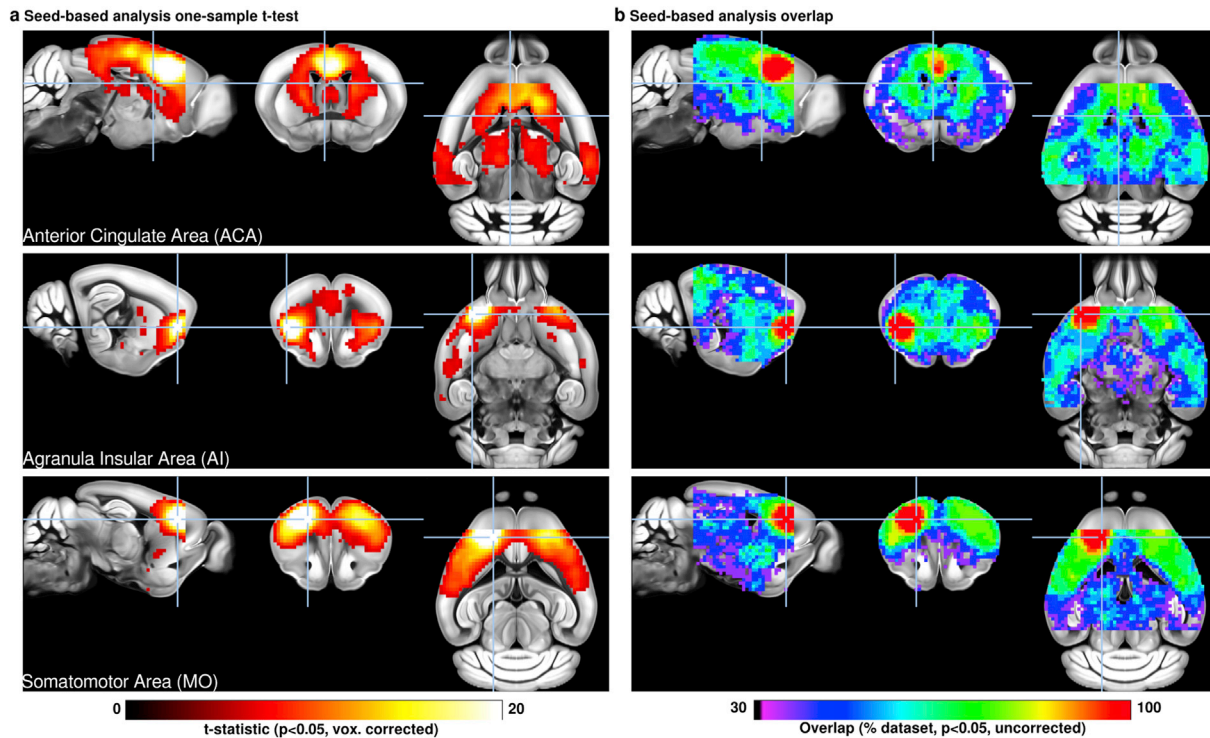 a Seed-based analysis one-sample t-test
b Seed-based analysis overlap
Anterior Cingulate Area (ACA)
Agranula Insular Area (AI)
Somatomotor Area (MO)
0
20
t-statistic (p<0.05, vox. corrected)
30
100
Overlap (% dataset, p<0.05, uncorrected)